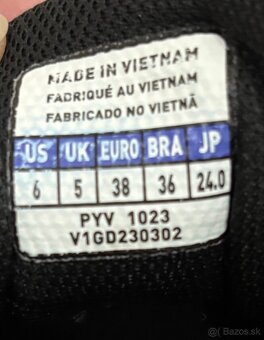 MADE IN VIETNAM
FABRIQUÉ AU VIETNAM
FABRICADO NO VIETNÃ
US UK EURO BRA JP
6 5 38 36 24.0
PYV 1023
V1GD230302
sk | Bazos.sk